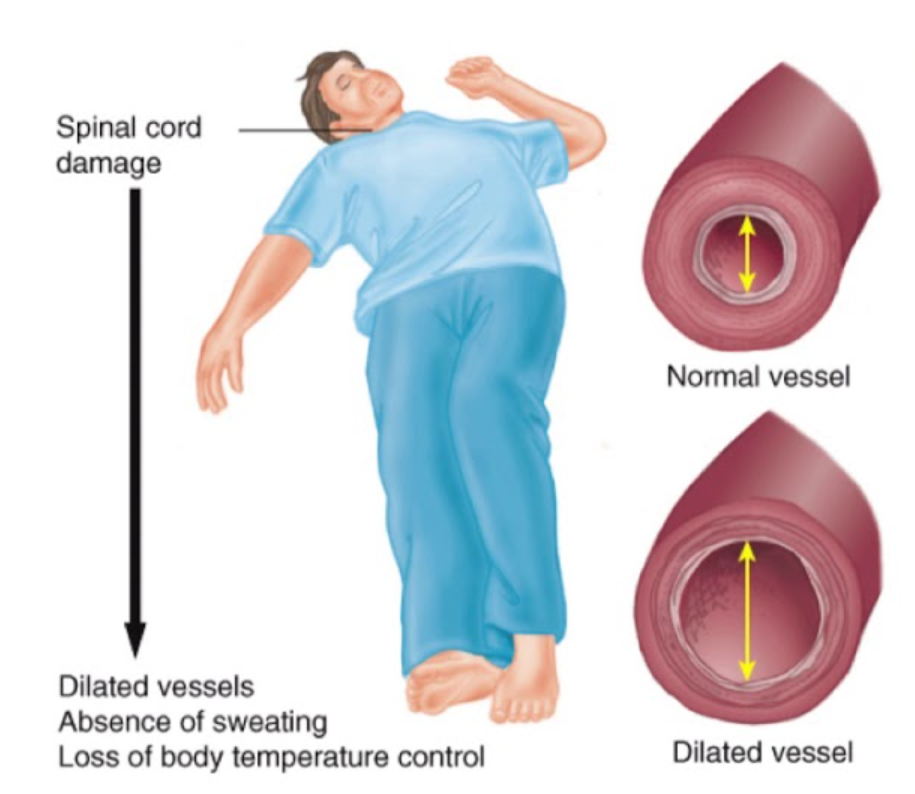 Spinal cord
damage
Normal vessel
Dilated vessels
Absence of sweating
Loss of body temperature control
Dilated vessel